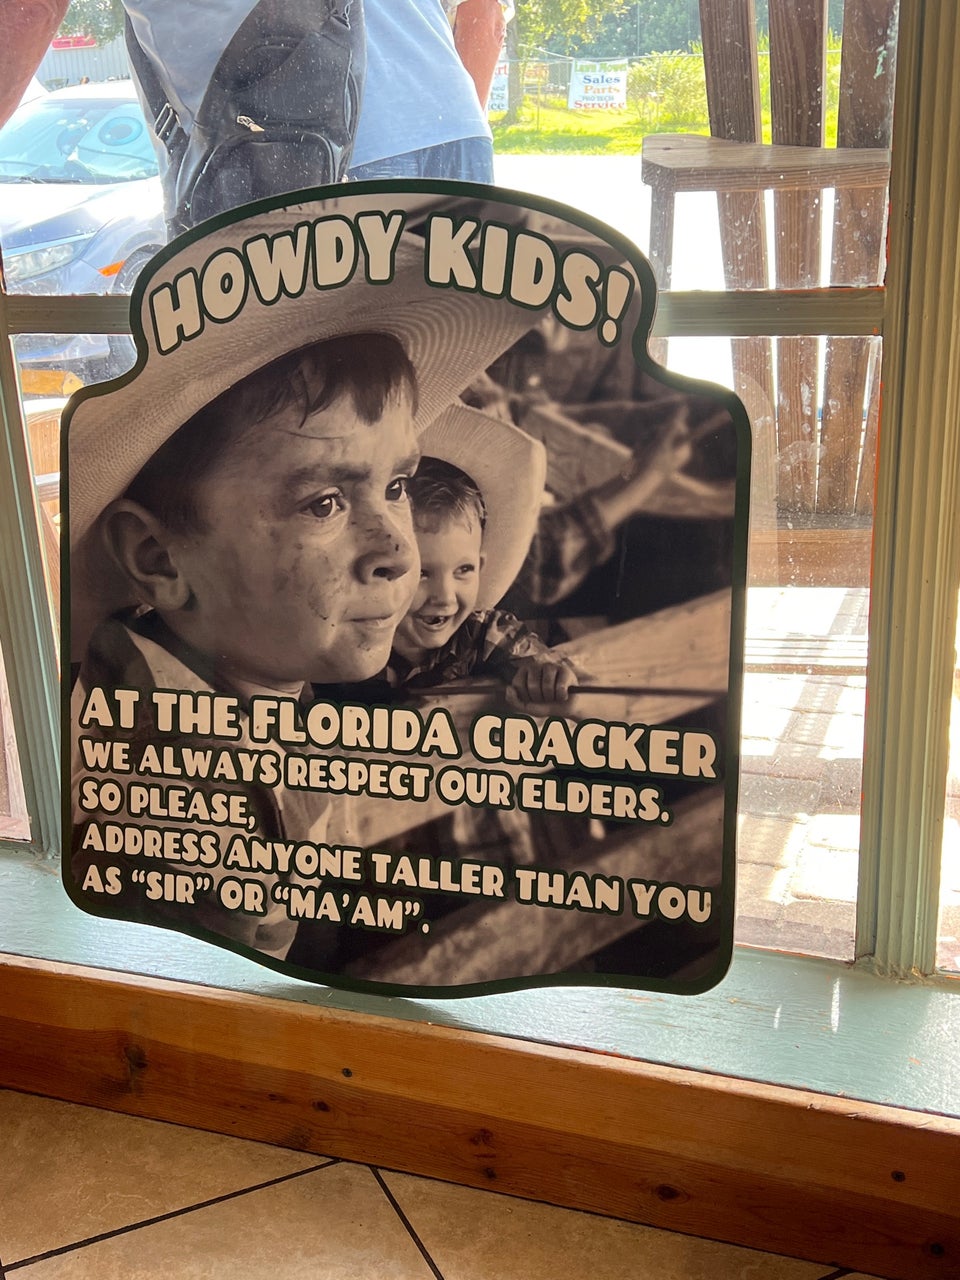 Sales
Parts
Service
HOWDY KIDS!
AT THE FLORIDA CRACKER
WE ALWAYS RESPECT OUR ELDERS.
SO PLEASE,
ADDRESS ANYONE TALLER THAN YOU
AS “SIR” OR “MA’AM”.